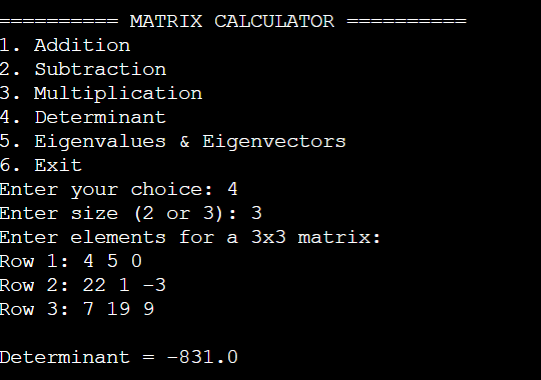 ========== MATRIX CALCULATOR ==========
1. Addition
2. Subtraction
3. Multiplication
4. Determinant
5. Eigenvalues & Eigenvectors
6. Exit
Enter your choice: 4
Enter size (2 or 3): 3
Enter elements for a 3x3 matrix:
Row 1: 4 5 0
Row 2: 22 1 -3
Row 3: 7 19 9
Determinant = -831.0